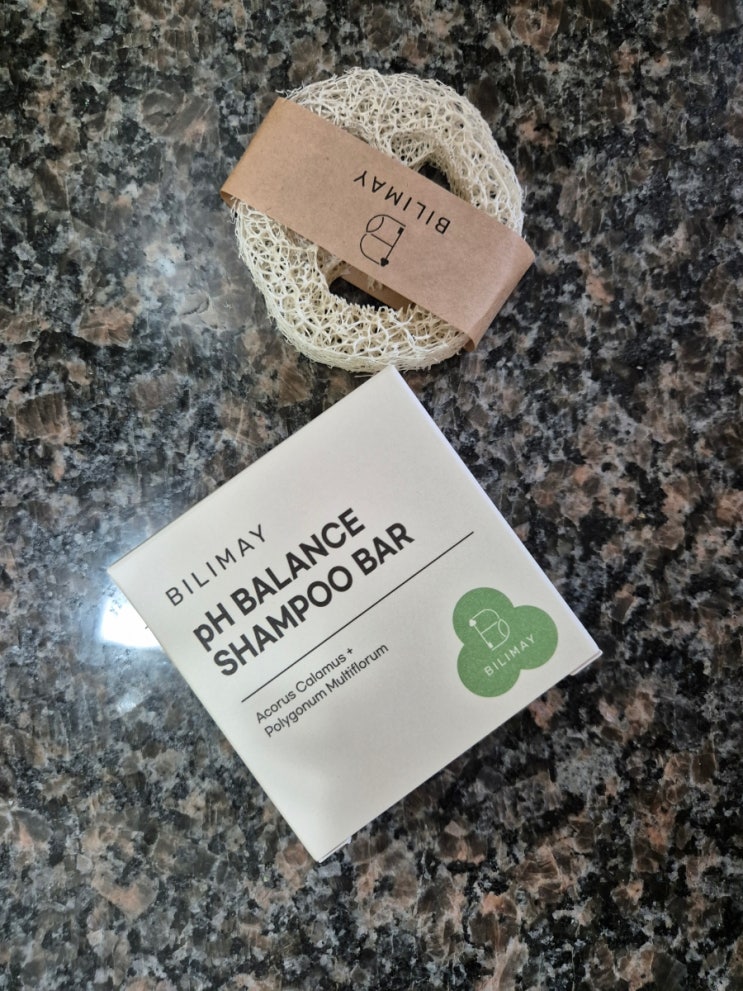 BILIMAY
BILIMAY
pH BALANCE
SHAMPOO BAR
Acorus Calamus +
Polygonum Multiflorum
BILIMAY